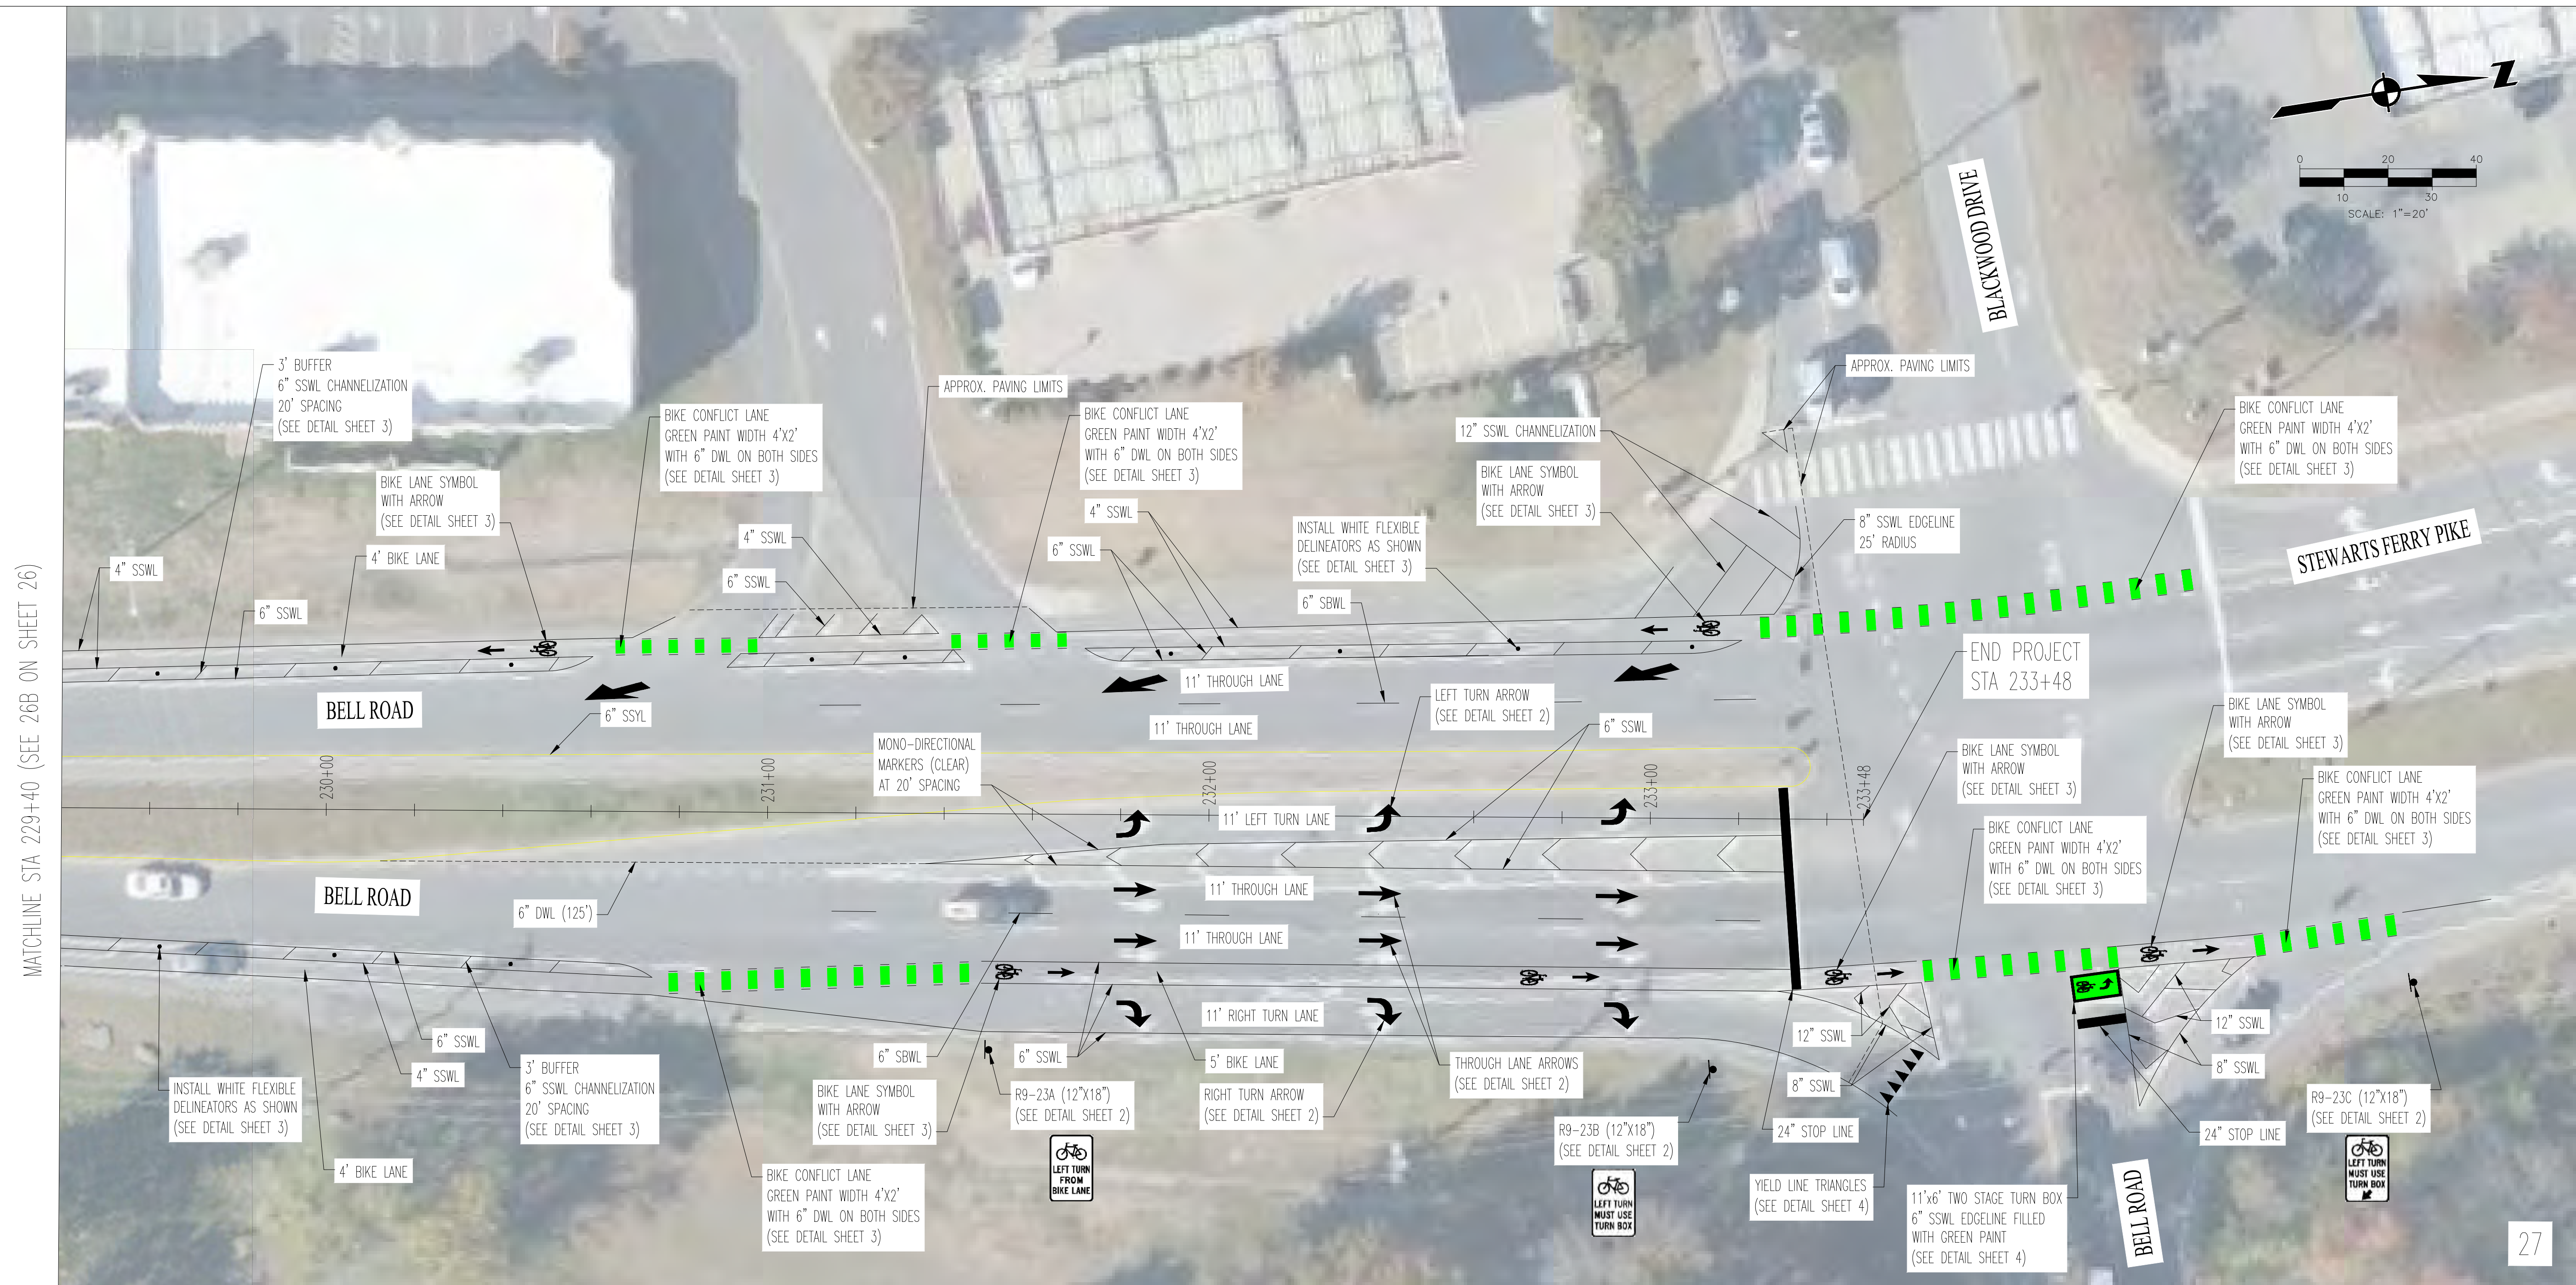 MATCHLINE STA 229+40 (SEE 26B ON SHEET 26)
Z
0 20 40
10 30
SCALE: 1"=20'
BLACKWOOD DRIVE
STEWARTS FERRY PIKE
3' BUFFER
6" SSWL CHANNELIZATION
20' SPACING
(SEE DETAIL SHEET 3)
BIKE LANE SYMBOL
WITH ARROW
(SEE DETAIL SHEET 3)
4' BIKE LANE
4" SSWL
6" SSWL
BIKE CONFLICT LANE
GREEN PAINT WIDTH 4'X2'
WITH 6" DWL ON BOTH SIDES
(SEE DETAIL SHEET 3)
4" SSWL
6" SSWL
APPROX. PAVING LIMITS
BIKE CONFLICT LANE
GREEN PAINT WIDTH 4'X2'
WITH 6" DWL ON BOTH SIDES
(SEE DETAIL SHEET 3)
4" SSWL
6" SSWL
INSTALL WHITE FLEXIBLE
DELINEATORS AS SHOWN
(SEE DETAIL SHEET 3)
6" SBWL
12" SSWL CHANNELIZATION
BIKE LANE SYMBOL
WITH ARROW
(SEE DETAIL SHEET 3)
APPROX. PAVING LIMITS
8" SSWL EDGELINE
25' RADIUS
BIKE CONFLICT LANE
GREEN PAINT WIDTH 4'X2'
WITH 6" DWL ON BOTH SIDES
(SEE DETAIL SHEET 3)
END PROJECT
STA 233+48
BELL ROAD
6" SSYL
11' THROUGH LANE
11' THROUGH LANE
LEFT TURN ARROW
(SEE DETAIL SHEET 2)
6" SSWL
MONO-DIRECTIONAL
MARKERS (CLEAR)
AT 20' SPACING
BIKE LANE SYMBOL
WITH ARROW
(SEE DETAIL SHEET 3)
BIKE LANE SYMBOL
WITH ARROW
(SEE DETAIL SHEET 3)
BIKE CONFLICT LANE
GREEN PAINT WIDTH 4'X2'
WITH 6" DWL ON BOTH SIDES
(SEE DETAIL SHEET 3)
BIKE CONFLICT LANE
GREEN PAINT WIDTH 4'X2'
WITH 6" DWL ON BOTH SIDES
(SEE DETAIL SHEET 3)
230+00
231+00
232+00
233+00
233+48
11' LEFT TURN LANE
BELL ROAD
6" DWL (125')
11' THROUGH LANE
11' THROUGH LANE
11' RIGHT TURN LANE
INSTALL WHITE FLEXIBLE
DELINEATORS AS SHOWN
(SEE DETAIL SHEET 3)
4' BIKE LANE
6" SSWL
4" SSWL
3' BUFFER
6" SSWL CHANNELIZATION
20' SPACING
(SEE DETAIL SHEET 3)
BIKE CONFLICT LANE
GREEN PAINT WIDTH 4'X2'
WITH 6" DWL ON BOTH SIDES
(SEE DETAIL SHEET 3)
6" SBWL
BIKE LANE SYMBOL
WITH ARROW
(SEE DETAIL SHEET 3)
6" SSWL
R9-23A (12"X18")
(SEE DETAIL SHEET 2)
LEFT TURN
FROM
BIKE LANE
5' BIKE LANE
RIGHT TURN ARROW
(SEE DETAIL SHEET 2)
THROUGH LANE ARROWS
(SEE DETAIL SHEET 2)
R9-23B (12"X18")
(SEE DETAIL SHEET 2)
LEFT TURN
MUST USE
TURN BOX
12" SSWL
8" SSWL
24" STOP LINE
YIELD LINE TRIANGLES
(SEE DETAIL SHEET 4)
11'x6' TWO STAGE TURN BOX
6" SSWL EDGELINE FILLED
WITH GREEN PAINT
(SEE DETAIL SHEET 4)
BELL ROAD
12" SSWL
8" SSWL
24" STOP LINE
R9-23C (12"X18")
(SEE DETAIL SHEET 2)
LEFT TURN
MUST USE
TURN BOX
27